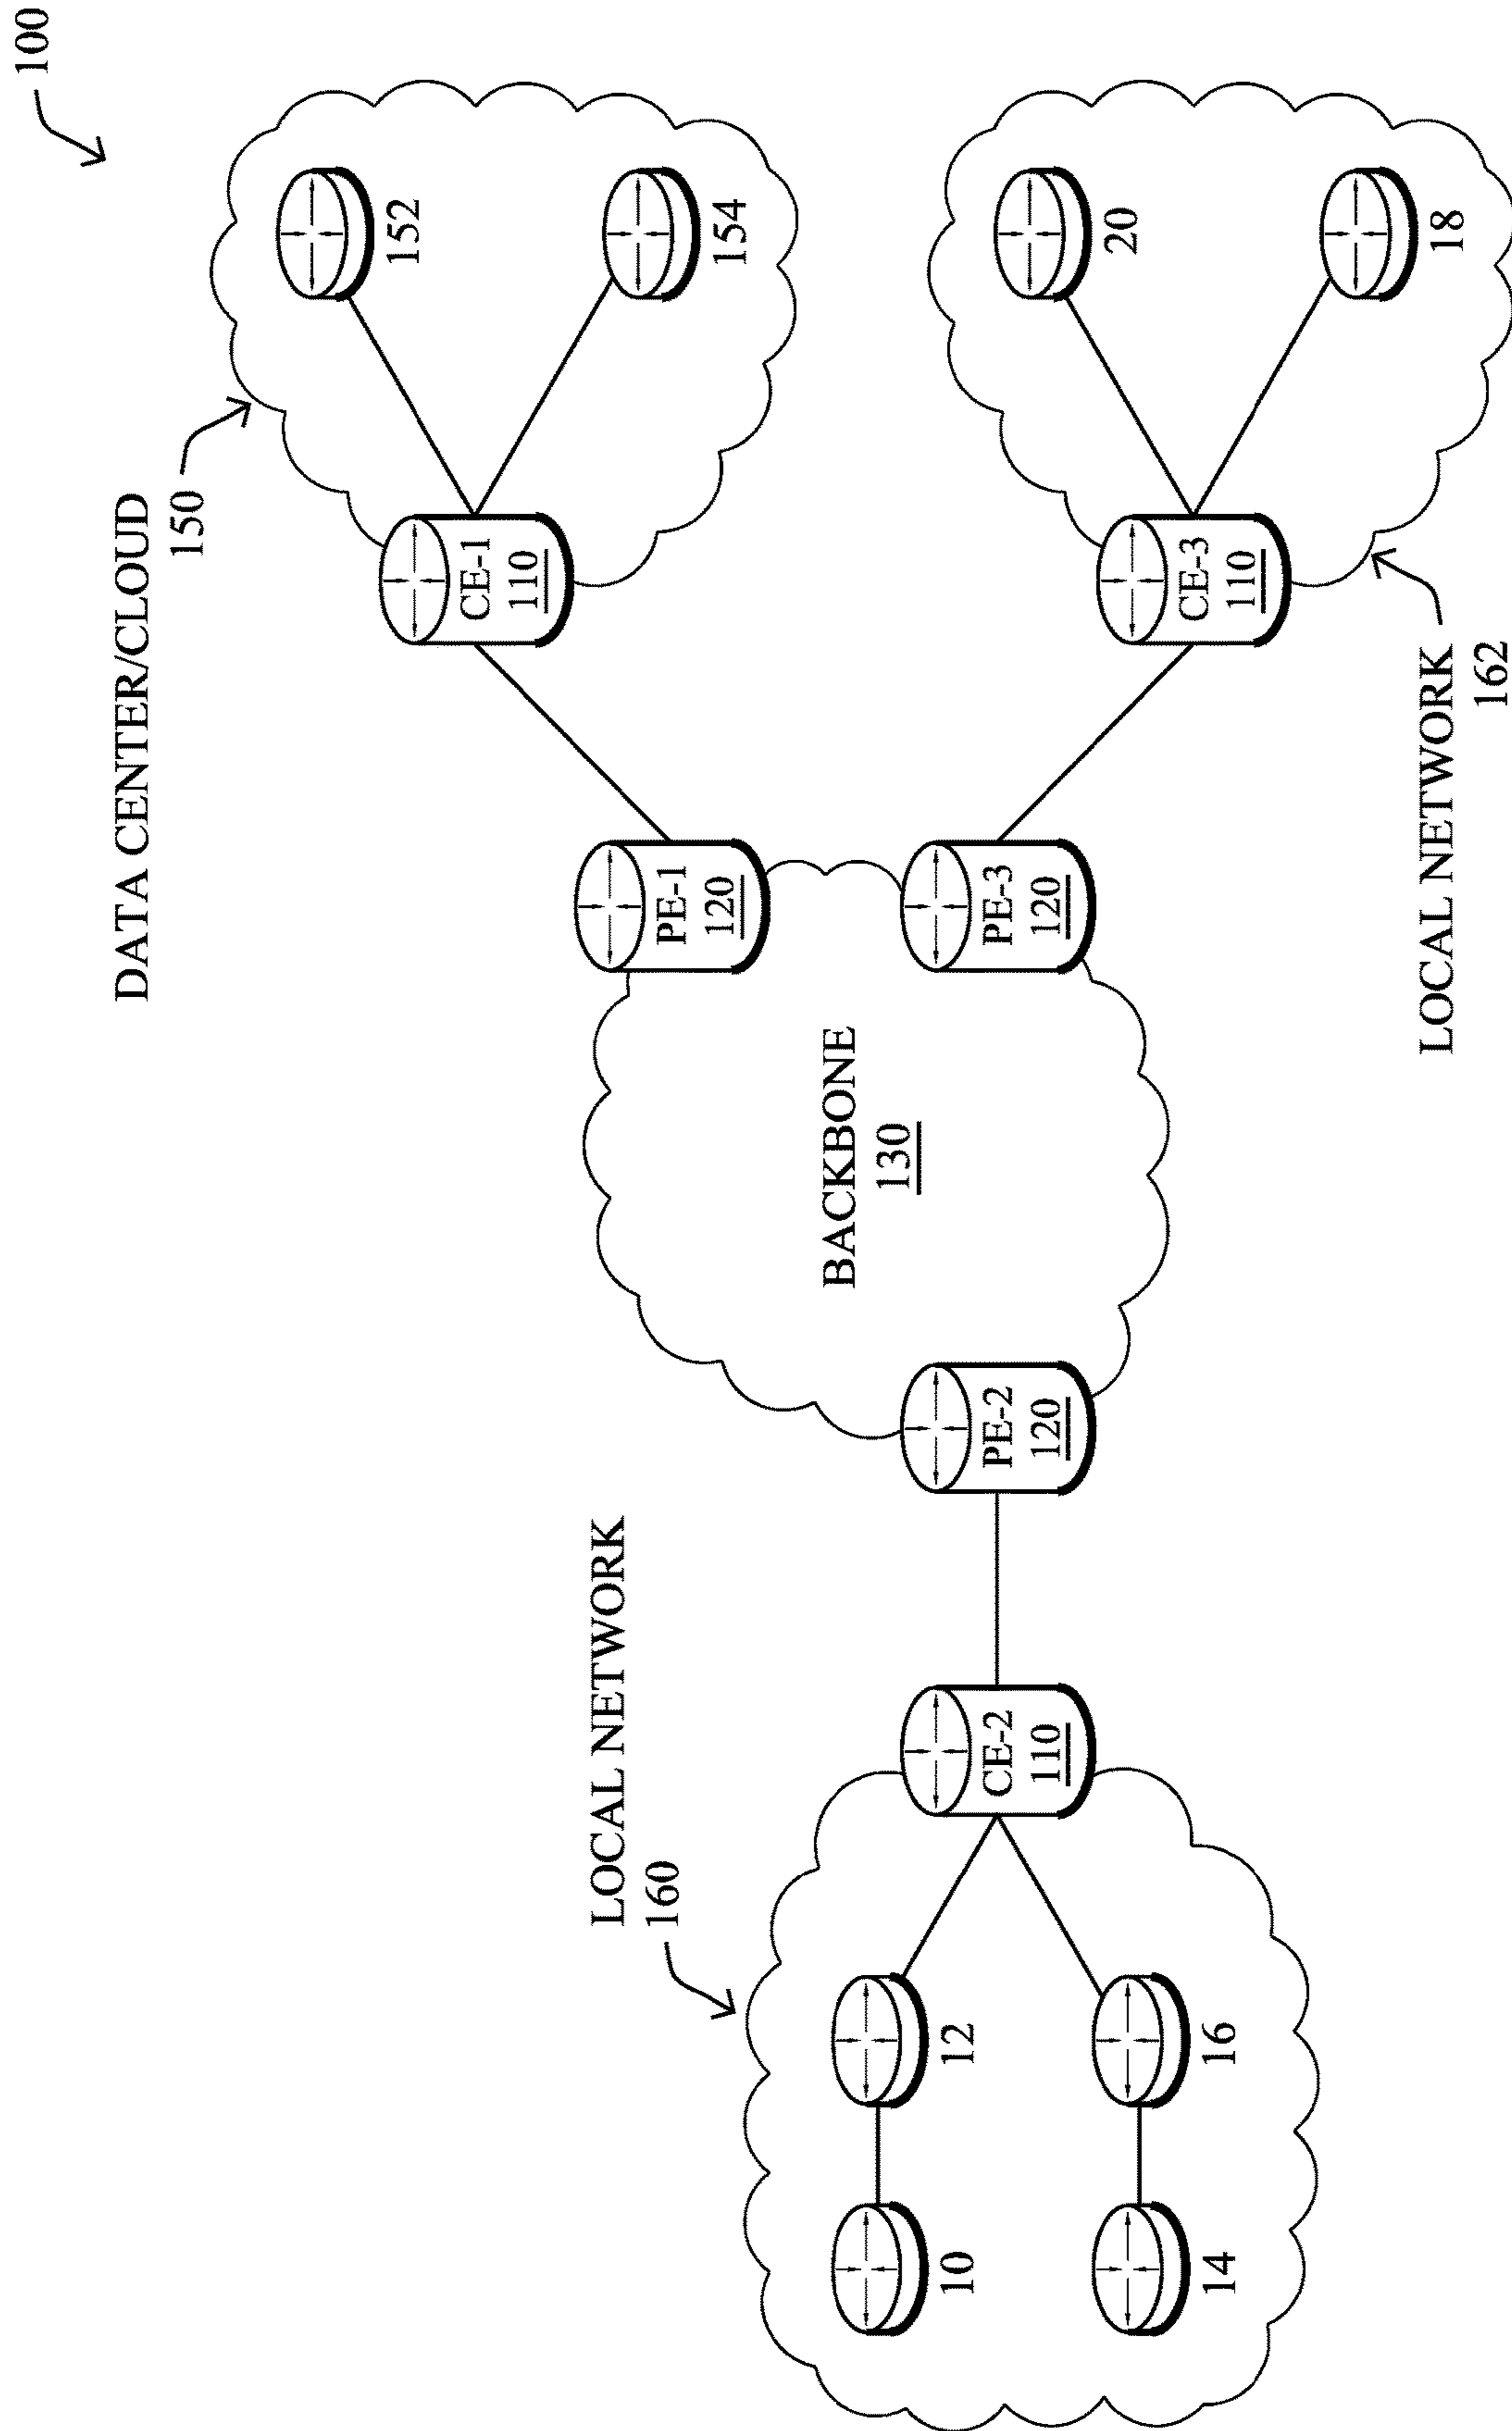 100
DATA CENTER/CLOUD
150
152
CE-1
110
154
LOCAL NETWORK
160
PE-1
120
BACKBONE
130
10
12
CE-2
110
PE-2
120
PE-3
120
20
14
16
CE-3
110
18
LOCAL NETWORK
162